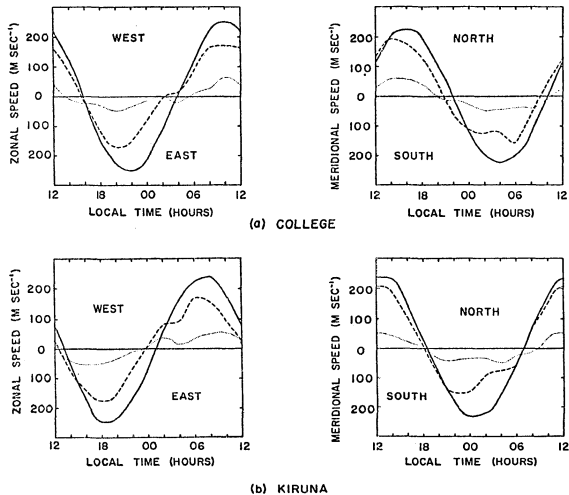 ZONAL SPEED (M SEC⁻¹)
200
100
0
100
200
WEST
EAST
12 18 00 06 12
LOCAL TIME (HOURS)
MERIDIONAL SPEED (M SEC⁻¹)
200
100
0
100
200
NORTH
SOUTH
12 18 00 06 12
LOCAL TIME (HOURS)
(a) COLLEGE
ZONAL SPEED (M SEC⁻¹)
200
100
0
100
200
WEST
EAST
12 18 00 06 12
LOCAL TIME (HOURS)
MERIDIONAL SPEED (M SEC⁻¹)
200
100
0
100
200
NORTH
SOUTH
12 18 00 06 12
LOCAL TIME (HOURS)
(b) KIRUNA